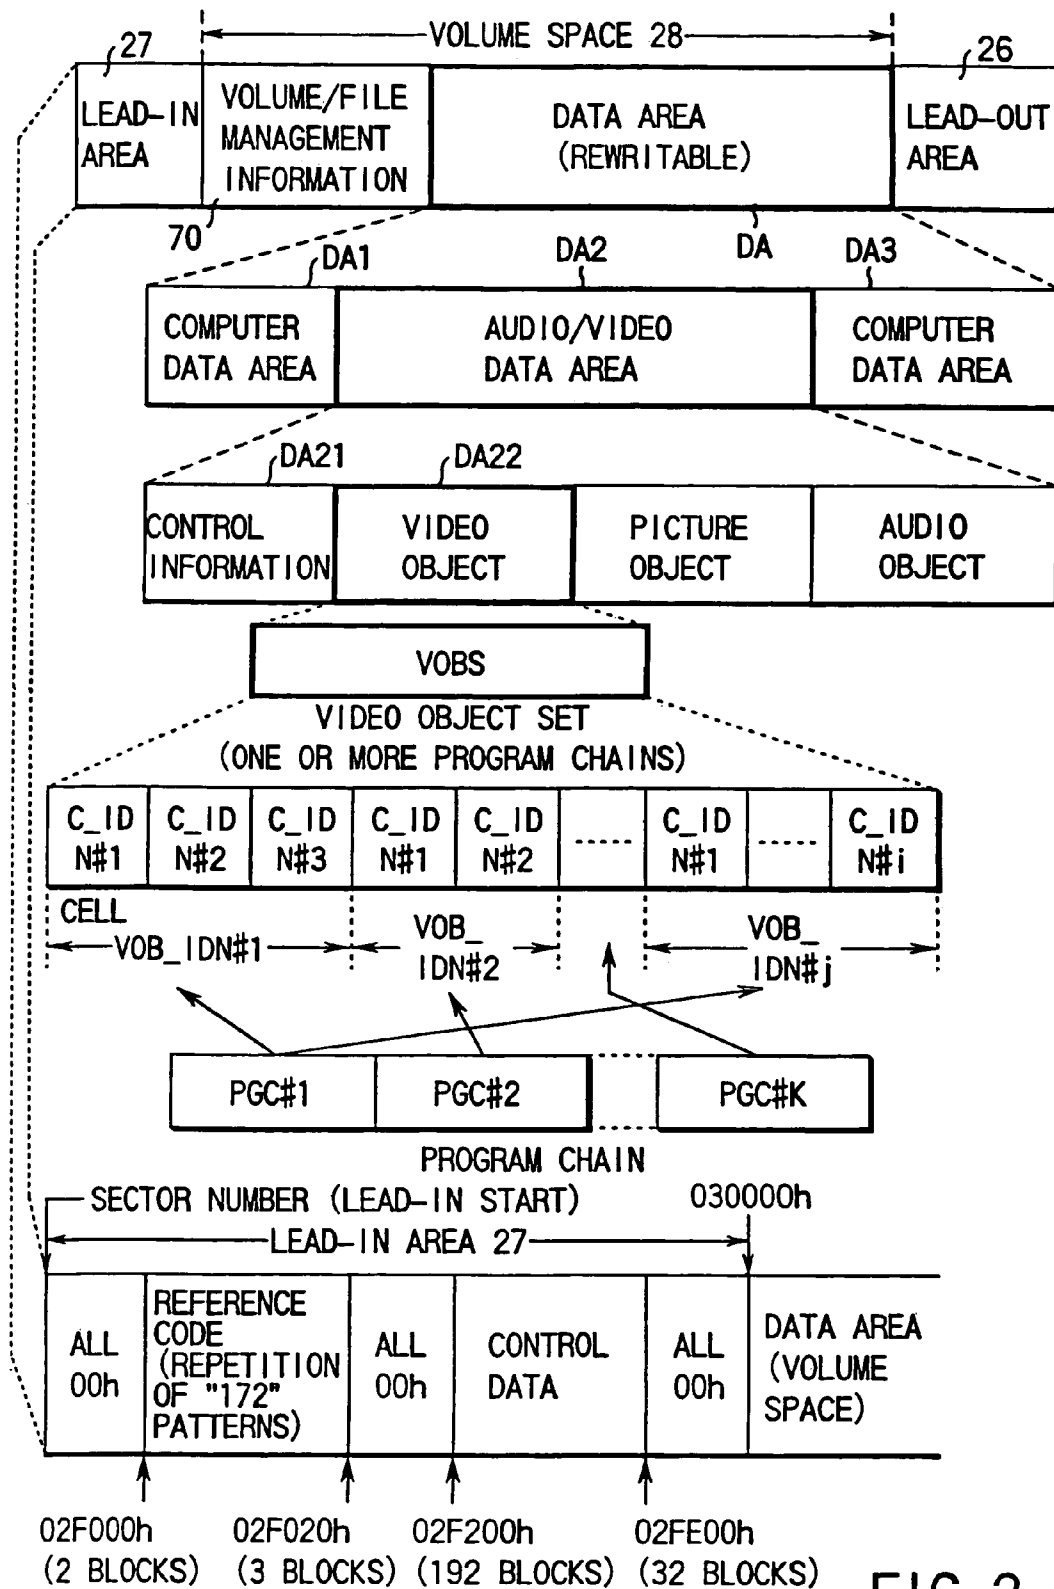 VOLUME SPACE 28
27
26
LEAD-IN AREA
VOLUME/FILE MANAGEMENT INFORMATION
DATA AREA (REWRITABLE)
LEAD-OUT AREA
70
DA
DA1
DA2
DA3
COMPUTER DATA AREA
AUDIO/VIDEO DATA AREA
COMPUTER DATA AREA
DA21
DA22
CONTROL INFORMATION
VIDEO OBJECT
PICTURE OBJECT
AUDIO OBJECT
VOBS
VIDEO OBJECT SET
(ONE OR MORE PROGRAM CHAINS)
C_ID N#1
C_ID N#2
C_ID N#3
C_ID N#1
C_ID N#2
C_ID N#1
C_ID N#i
CELL
VOB_IDN#1
VOB_ IDN#2
VOB_ IDN#j
PGC#1
PGC#2
PGC#K
PROGRAM CHAIN
SECTOR NUMBER (LEAD-IN START)
030000h
LEAD-IN AREA 27
ALL 00h
REFERENCE CODE (REPETITION OF "172" PATTERNS)
ALL 00h
CONTROL DATA
ALL 00h
DATA AREA (VOLUME SPACE)
02F000h (2 BLOCKS)
02F020h (3 BLOCKS)
02F200h (192 BLOCKS)
02FE00h (32 BLOCKS)